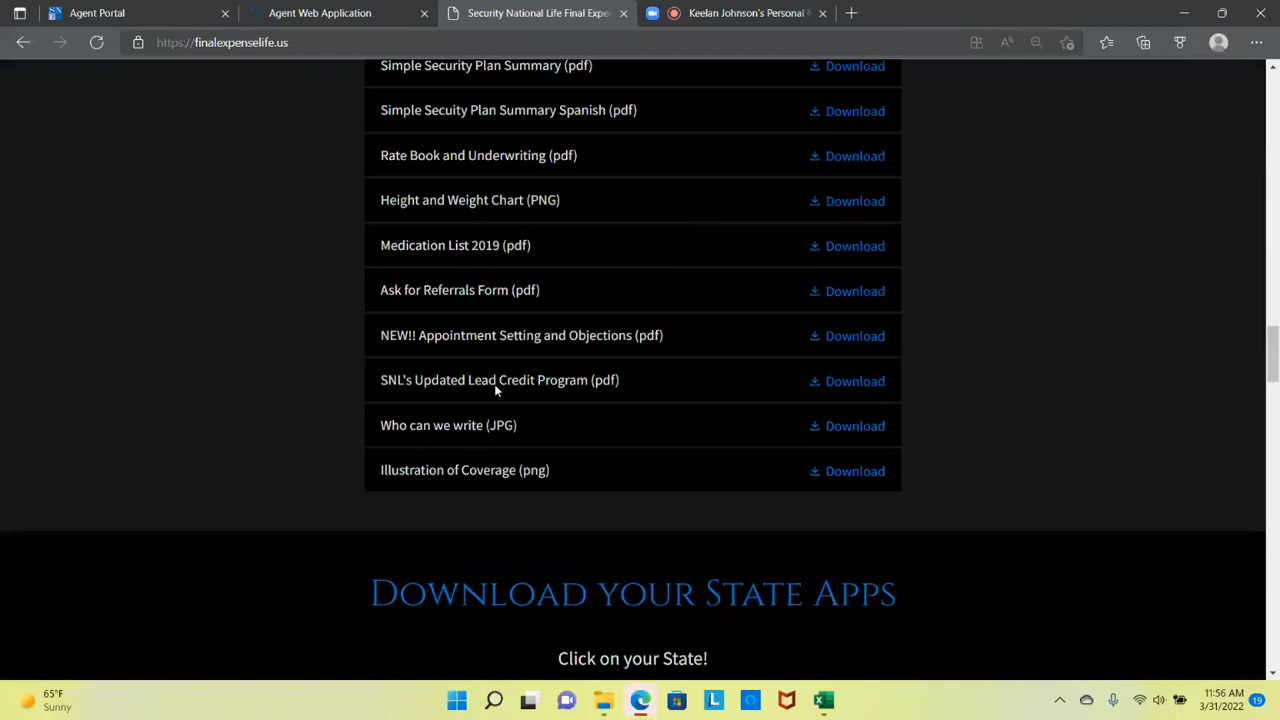 Agent Portal
Agent Web Application
Security National Life Final Expe
Keelan Johnson's Personal
https://finalexpenselife.us
Simple Security Plan Summary (pdf) Download
Simple Secuity Plan Summary Spanish (pdf) Download
Rate Book and Underwriting (pdf) Download
Height and Weight Chart (PNG) Download
Medication List 2019 (pdf) Download
Ask for Referrals Form (pdf) Download
NEW!! Appointment Setting and Objections (pdf) Download
SNL's Updated Lead Credit Program (pdf) Download
Who can we write (JPG) Download
Illustration of Coverage (png) Download
Download your State Apps
Click on your State!
65°F
Sunny
11:56 AM
3/31/2022
19